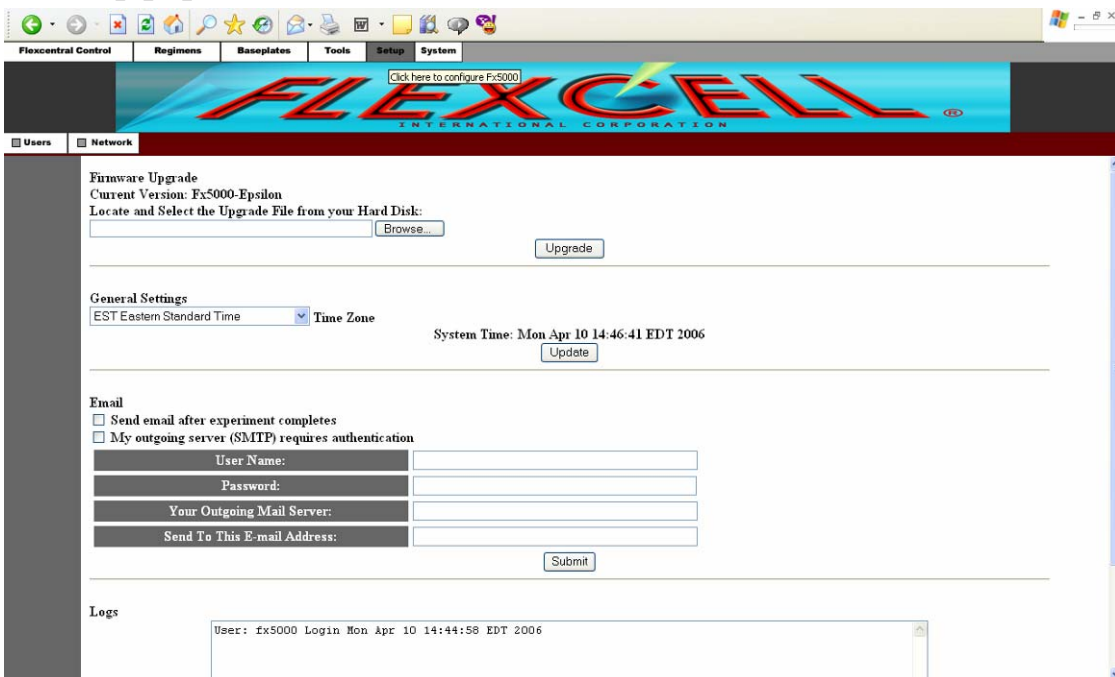 Flexcentral Control Regimens Baseplates Tools Setup System
Click here to configure Fx5000
FLEXCELL ®
INTERNATIONAL CORPORATION
Users Network
Firmware Upgrade
Current Version: Fx5000-Epsilon
Locate and Select the Upgrade File from your Hard Disk:
Browse...
Upgrade
General Settings
EST Eastern Standard Time Time Zone
System Time: Mon Apr 10 14:46:41 EDT 2006
Update
Email
Send email after experiment completes
My outgoing server (SMTP) requires authentication
User Name:
Password:
Your Outgoing Mail Server:
Send To This E-mail Address:
Submit
Logs
User: fx5000 Login Mon Apr 10 14:44:58 EDT 2006